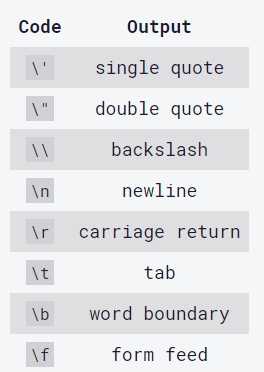 Code Output
\' single quote
\" double quote
\\ backslash
\n newline
\r carriage return
\t tab
\b word boundary
\f form feed